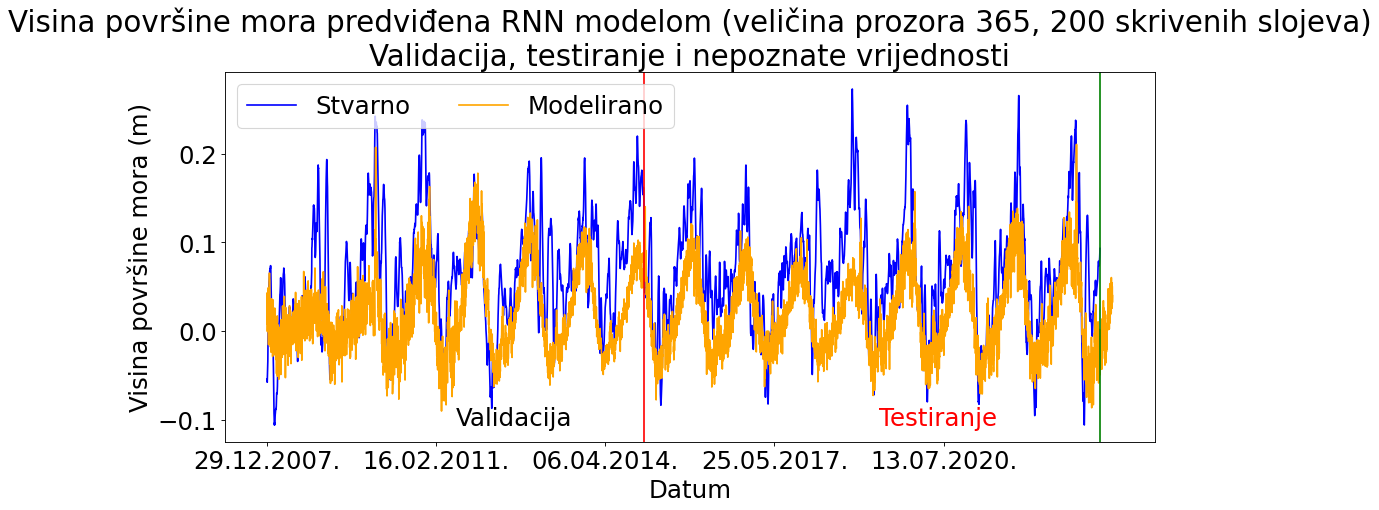 Visina površine mora predviđena RNN modelom (veličina prozora 365, 200 skrivenih slojeva)
Validacija, testiranje i nepoznate vrijednosti
Stvarno Modelirano
Visina površine mora (m)
0.2
0.1
0.0
−0.1
Validacija Testiranje
29.12.2007. 16.02.2011. 06.04.2014. 25.05.2017. 13.07.2020.
Datum